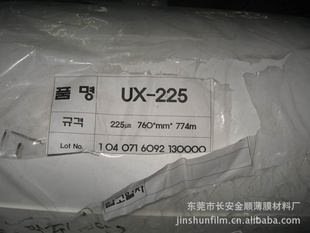 품 명 UX-225
규격 225㎛ 760*mm* 774m
Lot No. 1 04 071 6092 130000
东莞市长安金顺薄膜材料厂
jinshunfilm.cn.alibaba.com